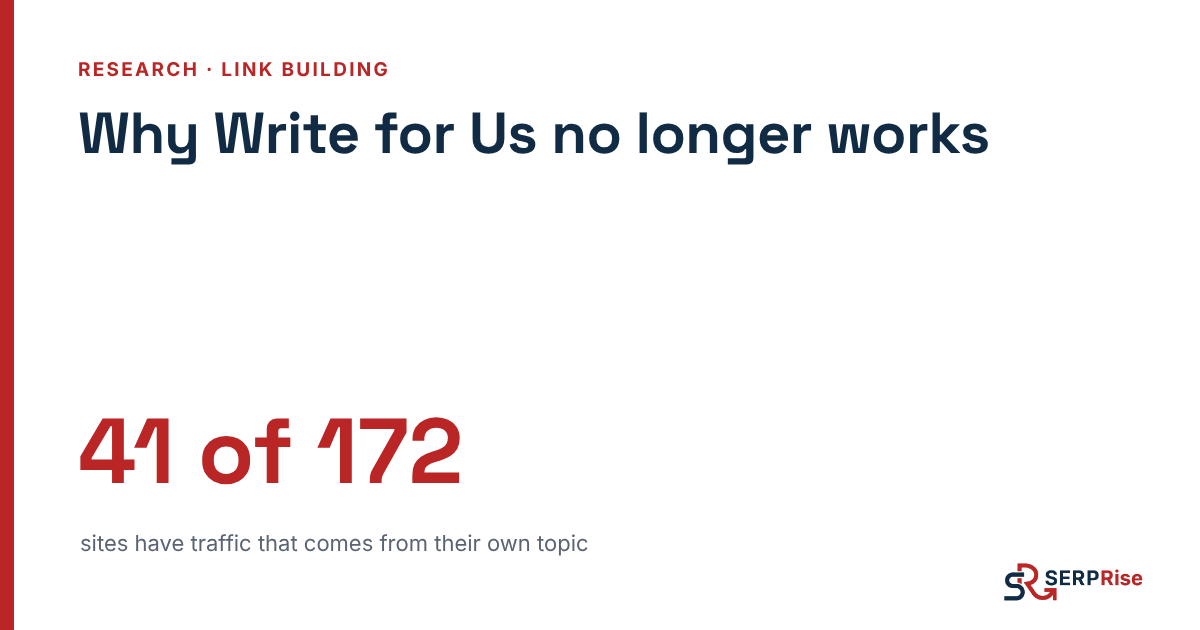 RESEARCH · LINK BUILDING
Why Write for Us no longer works
41 of 172
sites have traffic that comes from their own topic
SR SERPRise